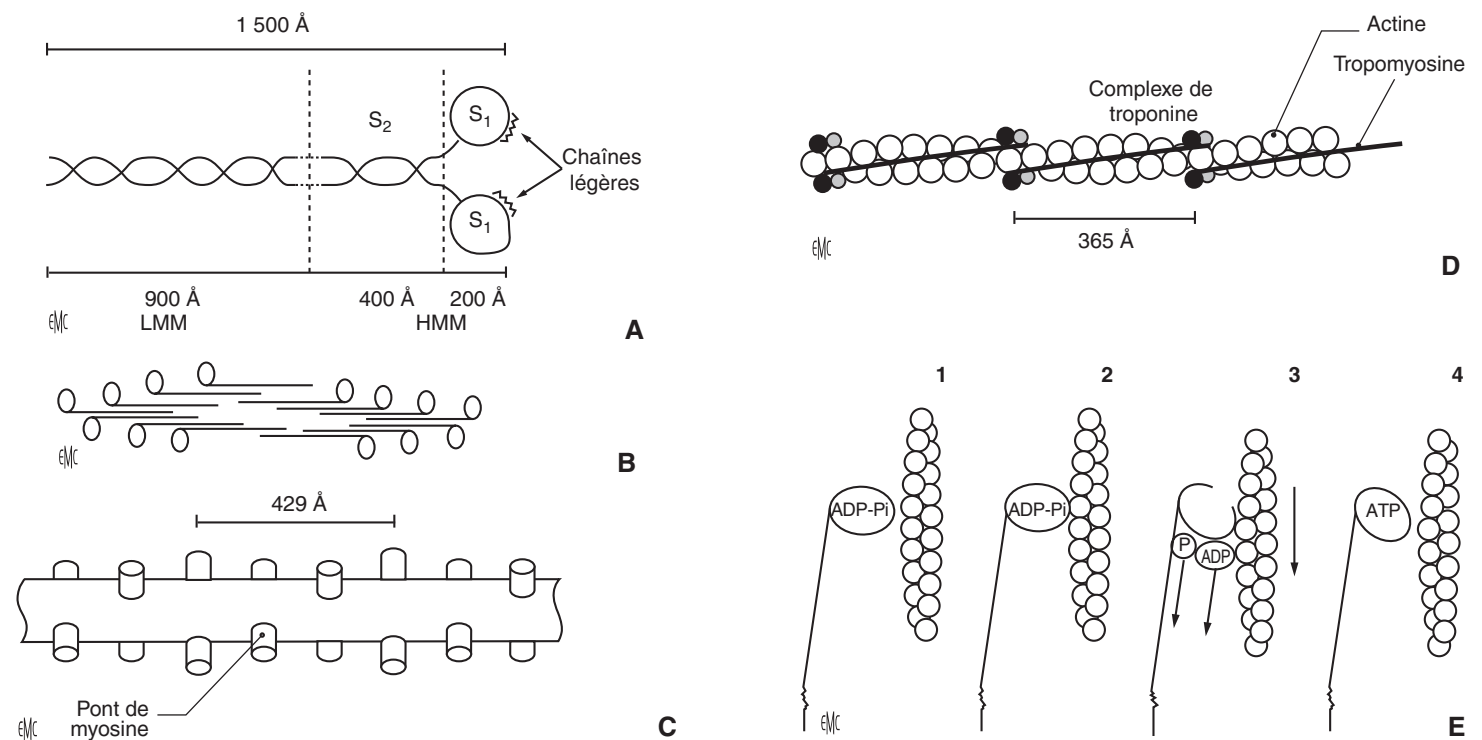 1 500 Å
S2
S1
S1
Chaînes
légères
900 Å
400 Å
200 Å
LMM
HMM
EMC
A
EMC
B
429 Å
Pont de
myosine
EMC
C
Actine
Tropomyosine
Complexe de
troponine
365 Å
EMC
D
1
2
3
4
ADP-Pi
ADP-Pi
P
ADP
ATP
EMC
E